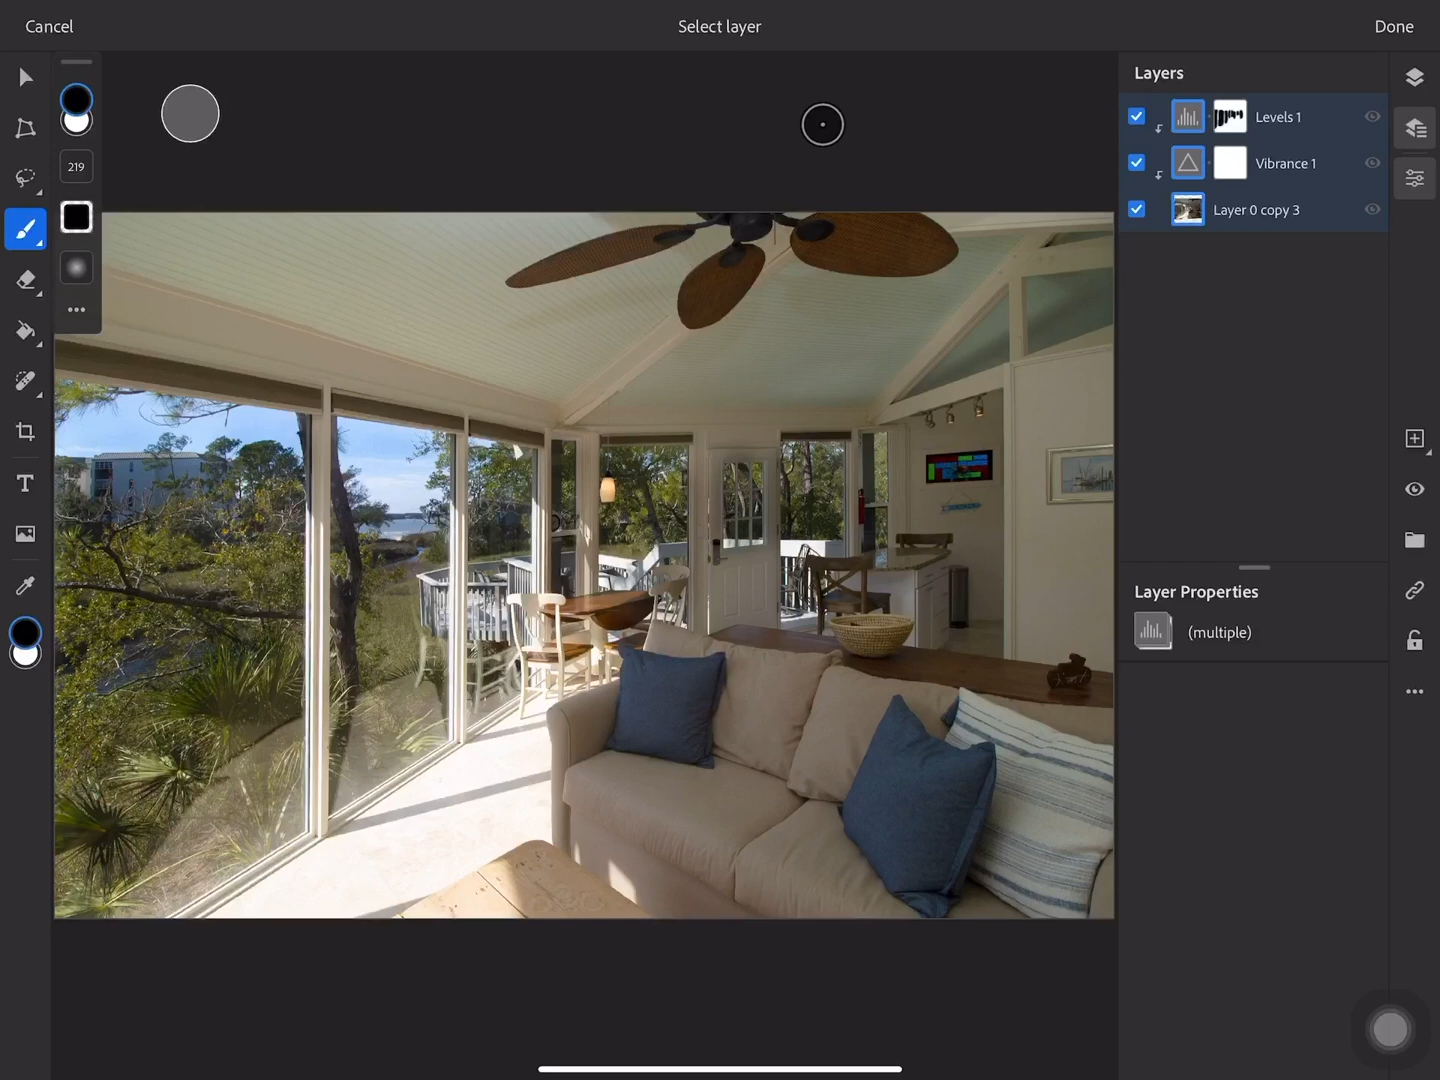 Cancel
Select layer
Done
Layers
Levels 1
Vibrance 1
Layer 0 copy 3
219
T
Layer Properties
(multiple)